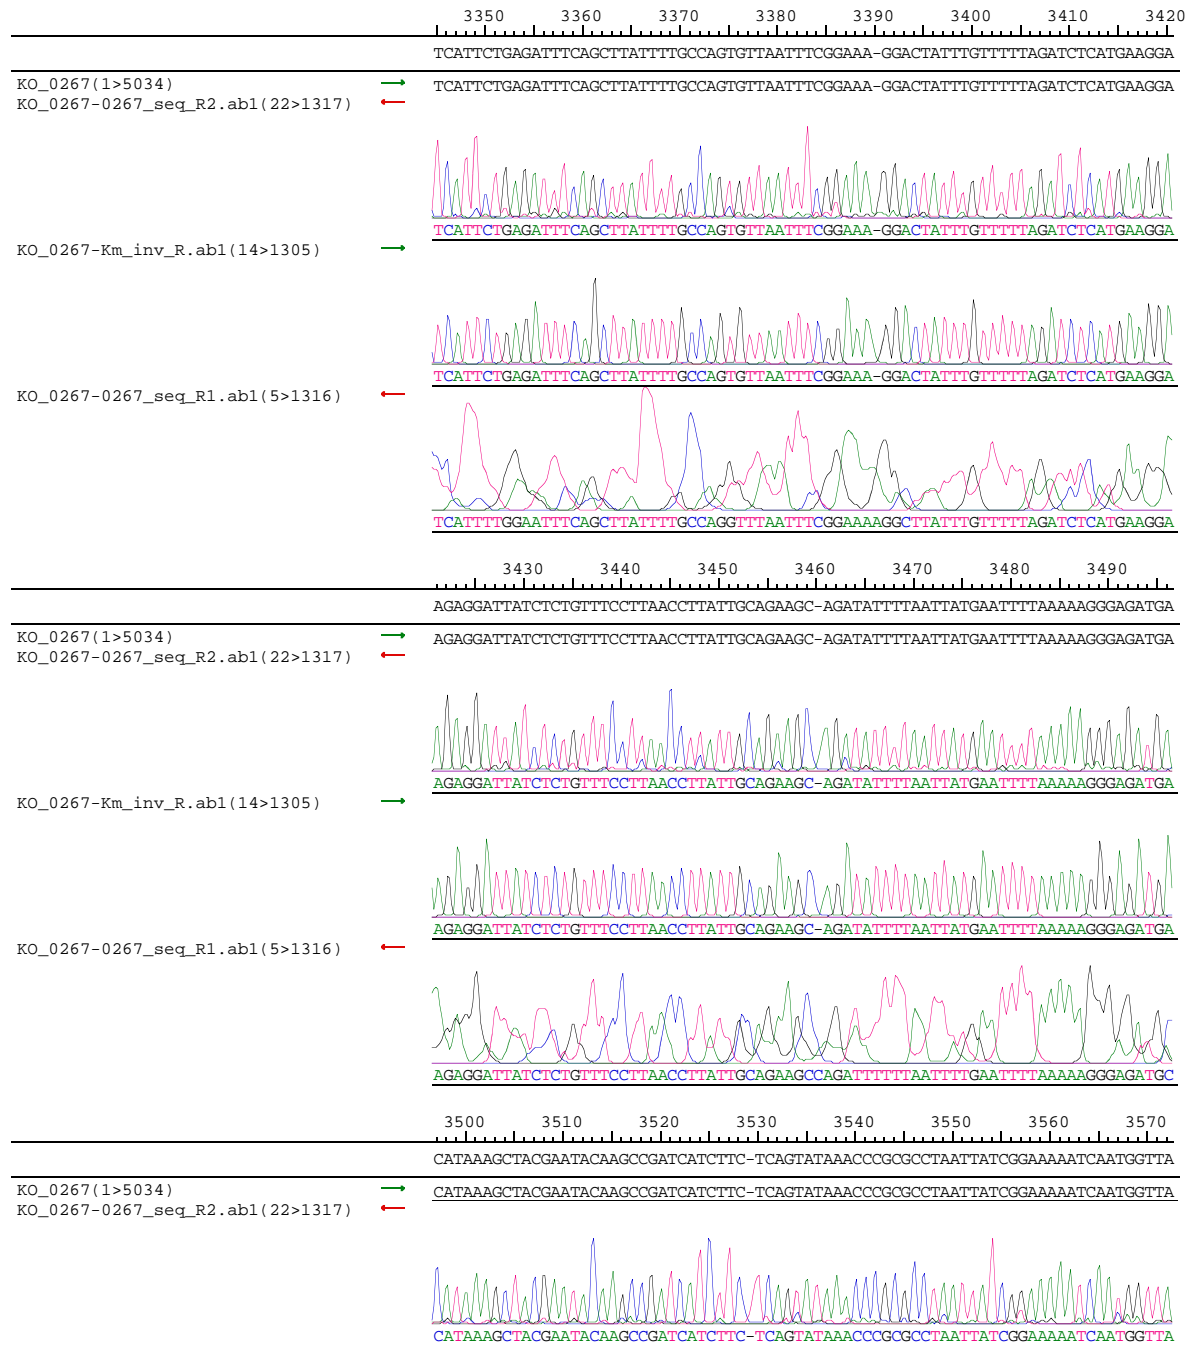 3350 3360 3370 3380 3390 3400 3410 3420
TCATTCTGAGATTTCAGCTTATTTTGCCAGTGTTAATTTCGGAAA-GGACTATTTGTTTTTAGATCTCATGAAGGA
KO_0267(1>5034) TCATTCTGAGATTTCAGCTTATTTTGCCAGTGTTAATTTCGGAAA-GGACTATTTGTTTTTAGATCTCATGAAGGA
KO_0267-0267_seq_R2.ab1(22>1317)
TCATTCTGAGATTTCAGCTTATTTTGCCAGTGTTAATTTCGGAAA-GGACTATTTGTTTTTAGATCTCATGAAGGA
KO_0267-Km_inv_R.ab1(14>1305)
TCATTCTGAGATTTCAGCTTATTTTGCCAGTGTTAATTTCGGAAA-GGACTATTTGTTTTTAGATCTCATGAAGGA
KO_0267-0267_seq_R1.ab1(5>1316)
TCATTTTGGAATTTCAGCTTATTTTGCCAGGTTTAATTTCGGAAAAGGCTTATTTGTTTTTAGATCTCATGAAGGA
3430 3440 3450 3460 3470 3480 3490
AGAGGATTATCTCTGTTTCCTTAACCTTATTGCAGAAGC-AGATATTTTAATTATGAATTTTAAAAAGGGAGATGA
KO_0267(1>5034) AGAGGATTATCTCTGTTTCCTTAACCTTATTGCAGAAGC-AGATATTTTAATTATGAATTTTAAAAAGGGAGATGA
KO_0267-0267_seq_R2.ab1(22>1317)
AGAGGATTATCTCTGTTTCCTTAACCTTATTGCAGAAGC-AGATATTTTAATTATGAATTTTAAAAAGGGAGATGA
KO_0267-Km_inv_R.ab1(14>1305)
AGAGGATTATCTCTGTTTCCTTAACCTTATTGCAGAAGC-AGATATTTTAATTATGAATTTTAAAAAGGGAGATGA
KO_0267-0267_seq_R1.ab1(5>1316)
AGAGGATTATCTCTGTTTCCTTAACCTTATTGCAGAAGCCAGATTTTTTAATTTTGAATTTTAAAAAGGGAGATGC
3500 3510 3520 3530 3540 3550 3560 3570
CATAAAGCTACGAATACAAGCCGATCATCTTC-TCAGTATAAACCCGCGCCTAATTATCGGAAAAATCAATGGTTA
KO_0267(1>5034) CATAAAGCTACGAATACAAGCCGATCATCTTC-TCAGTATAAACCCGCGCCTAATTATCGGAAAAATCAATGGTTA
KO_0267-0267_seq_R2.ab1(22>1317)
CATAAAGCTACGAATACAAGCCGATCATCTTC-TCAGTATAAACCCGCGCCTAATTATCGGAAAAATCAATGGTTA